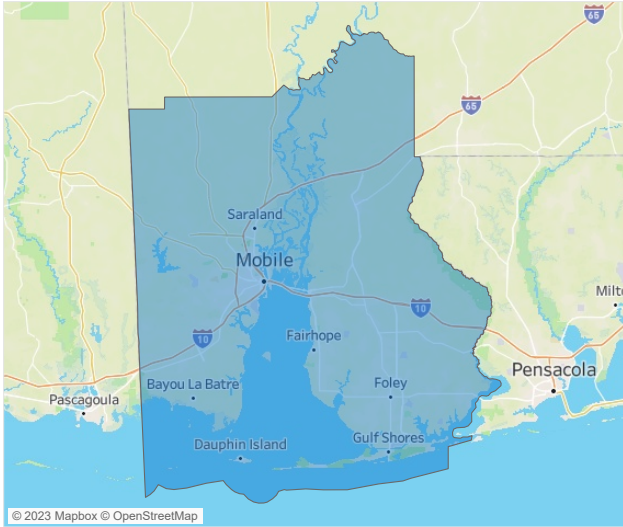 65
65
Saraland
Mobile
10
Milt
10
Fairhope
Pensacola
Bayou La Batre
Foley
Pascagoula
Gulf Shores
Dauphin Island
© 2023 Mapbox © OpenStreetMap